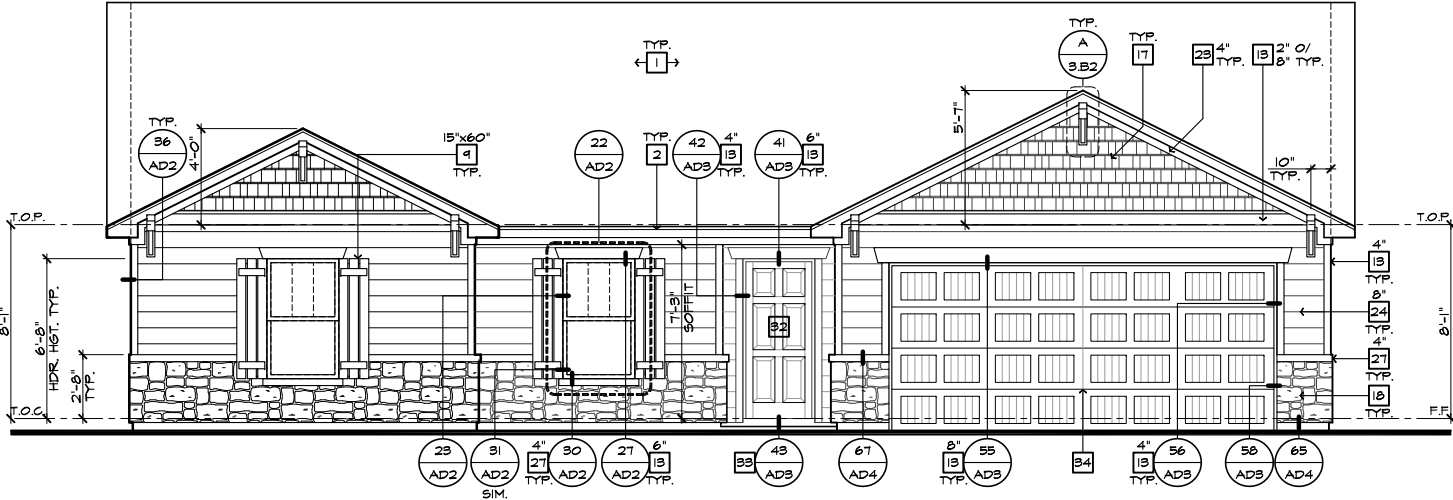 TYP.
1
TYP.
A
3.B2
TYP.
17
23 4"
TYP.
13 2" O/
8" TYP.
TYP.
36
AD2
4'-0"
15"x60"
9
TYP.
22
AD2
TYP.
2
42
AD3
4"
13
TYP.
41
AD3
6"
13
TYP.
5'-7"
10"
TYP.
T.O.P.
T.O.P.
8'-1"
6'-8"
HDR. HGT. TYP.
2'-8"
TYP.
7'-3"
SOFFIT
32
4"
13
TYP.
8"
24
TYP.
4"
27
TYP.
18
TYP.
8'-1"
T.O.C.
F.F.
23
AD2
31
AD2
SIM.
4"
27
TYP.
30
AD2
27
AD2
6"
13
TYP.
33
43
AD3
67
AD4
8"
13
TYP.
55
AD3
34
4"
13
TYP.
56
AD3
58
AD3
65
AD4